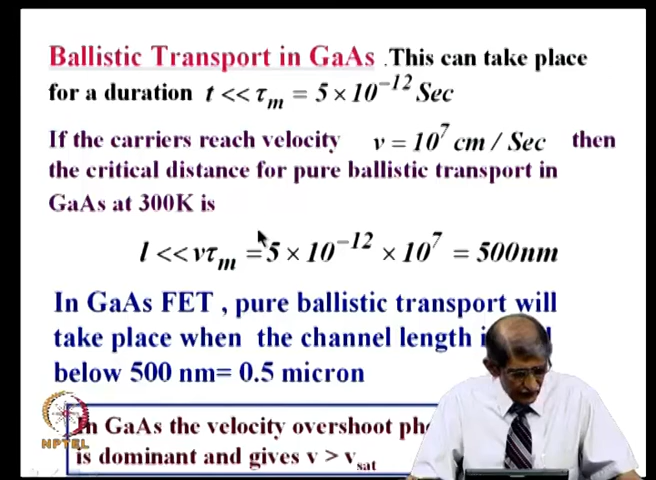 Ballistic Transport in GaAs .This can take place
for a duration t << τm = 5 × 10⁻¹² Sec
If the carriers reach velocity v = 10⁷ cm / Sec then
the critical distance for pure ballistic transport in
GaAs at 300K is
l << vτm = 5 × 10⁻¹² × 10⁷ = 500nm
In GaAs FET , pure ballistic transport will
take place when the channel length
below 500 nm= 0.5 micron
In GaAs the velocity overshoot
is dominant and gives v > vsat
NPTEL